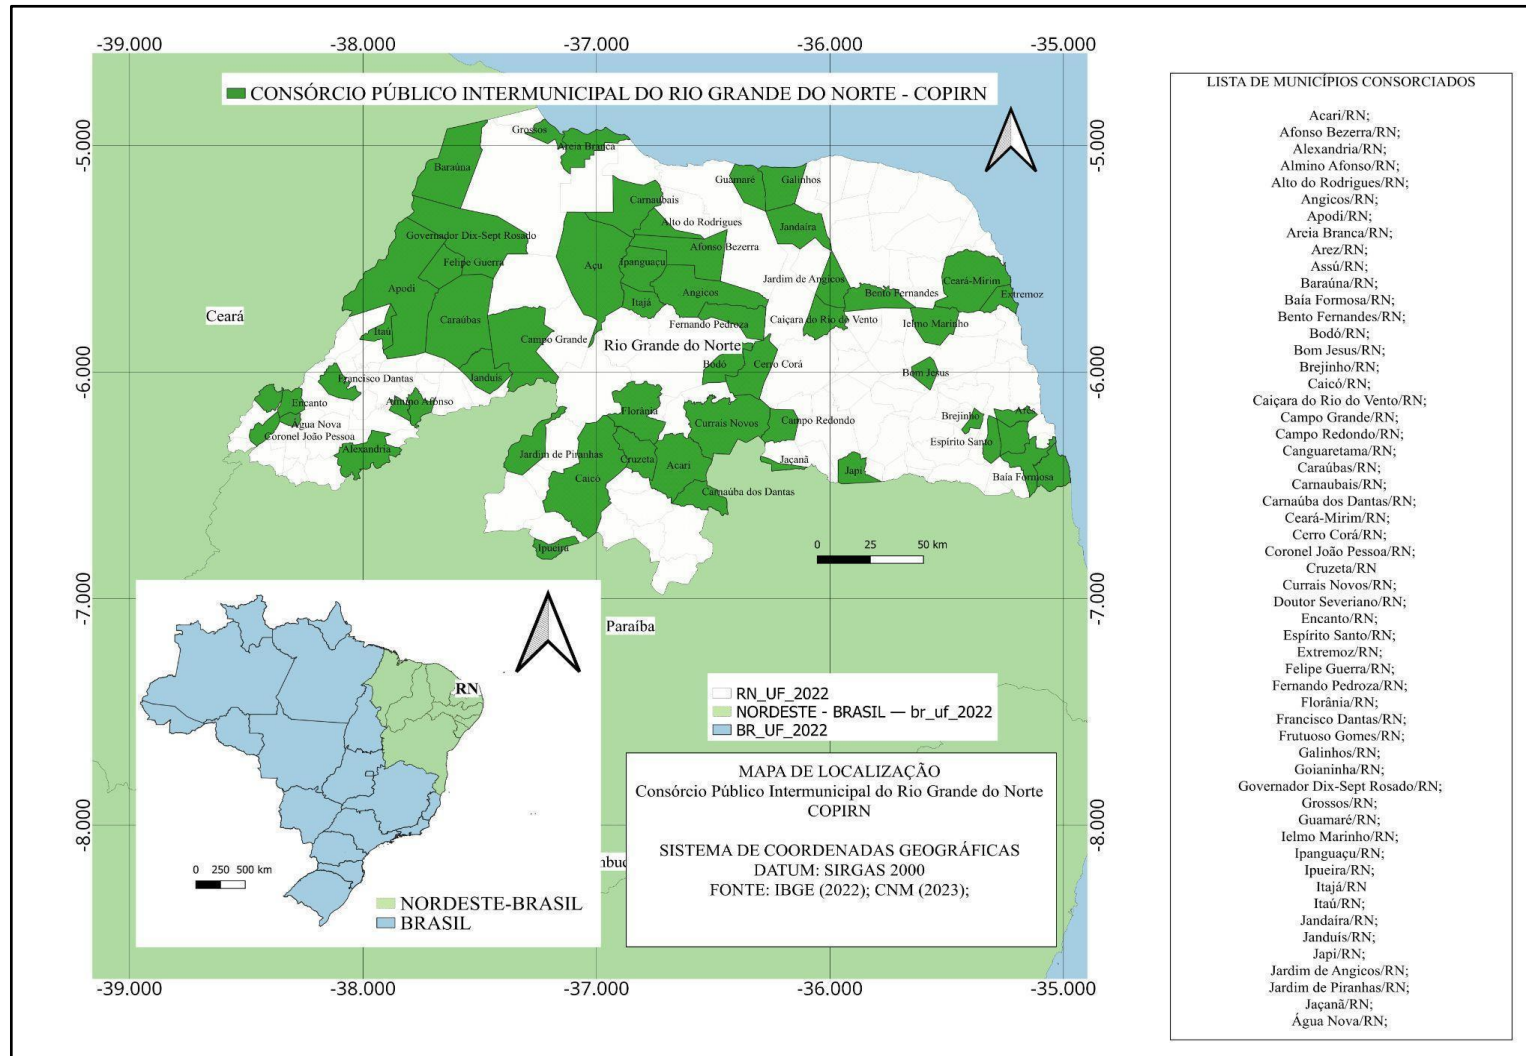 -39.000 -38.000 -37.000 -36.000 -35.000
CONSÓRCIO PÚBLICO INTERMUNICIPAL DO RIO GRANDE DO NORTE - COPIRN
-5.000
-6.000
-7.000
-8.000
-5.000
-6.000
-7.000
-8.000
Grossos
Areia Branca
Baraúna
Guamaré
Galinhos
Carnaubais
Alto do Rodrigues
Jandaíra
Governador Dix-Sept Rosado
Afonso Bezerra
Felipe Guerra
Açu
Ipanguaçu
Jardim de Angicos
Ceará-Mirim
Apodi
Angicos
Bento Fernandes
Extremoz
Itajá
Ceará
Caraúbas
Fernando Pedroza
Caiçara do Rio do Vento
Ielmo Marinho
Itaú
Campo Grande
Rio Grande do Norte
Bodó
Cerro Corá
Bom Jesus
Francisco Dantas
Janduís
Encanto
Almino Afonso
Florânia
Água Nova
Currais Novos
Campo Redondo
Brejinho
Arês
Coronel João Pessoa
Espírito Santo
Alexandria
Jardim de Piranhas
Cruzeta
Acari
Jaçanã
Japi
Caicó
Baía Formosa
Carnaúba dos Dantas
Ipueira
0 25 50 km
Paraíba
RN
RN_UF_2022
NORDESTE - BRASIL — br_uf_2022
BR_UF_2022
MAPA DE LOCALIZAÇÃO
Consórcio Público Intermunicipal do Rio Grande do Norte
COPIRN
SISTEMA DE COORDENADAS GEOGRÁFICAS
DATUM: SIRGAS 2000
FONTE: IBGE (2022); CNM (2023);
0 250 500 km
NORDESTE-BRASIL
BRASIL
-39.000 -38.000 -37.000 -36.000 -35.000
LISTA DE MUNICÍPIOS CONSORCIADOS
Acari/RN;
Afonso Bezerra/RN;
Alexandria/RN;
Almino Afonso/RN;
Alto do Rodrigues/RN;
Angicos/RN;
Apodi/RN;
Areia Branca/RN;
Arez/RN;
Assú/RN;
Baraúna/RN;
Baía Formosa/RN;
Bento Fernandes/RN;
Bodó/RN;
Bom Jesus/RN;
Brejinho/RN;
Caicó/RN;
Caiçara do Rio do Vento/RN;
Campo Grande/RN;
Campo Redondo/RN;
Canguaretama/RN;
Caraúbas/RN;
Carnaubais/RN;
Carnaúba dos Dantas/RN;
Ceará-Mirim/RN;
Cerro Corá/RN;
Coronel João Pessoa/RN;
Cruzeta/RN
Currais Novos/RN;
Doutor Severiano/RN;
Encanto/RN;
Espírito Santo/RN;
Extremoz/RN;
Felipe Guerra/RN;
Fernando Pedroza/RN;
Florânia/RN;
Francisco Dantas/RN;
Frutuoso Gomes/RN;
Galinhos/RN;
Goianinha/RN;
Governador Dix-Sept Rosado/RN;
Grossos/RN;
Guamaré/RN;
Ielmo Marinho/RN;
Ipanguaçu/RN;
Ipueira/RN;
Itajá/RN
Itaú/RN;
Jandaíra/RN;
Janduís/RN;
Japi/RN;
Jardim de Angicos/RN;
Jardim de Piranhas/RN;
Jaçanã/RN;
Água Nova/RN;